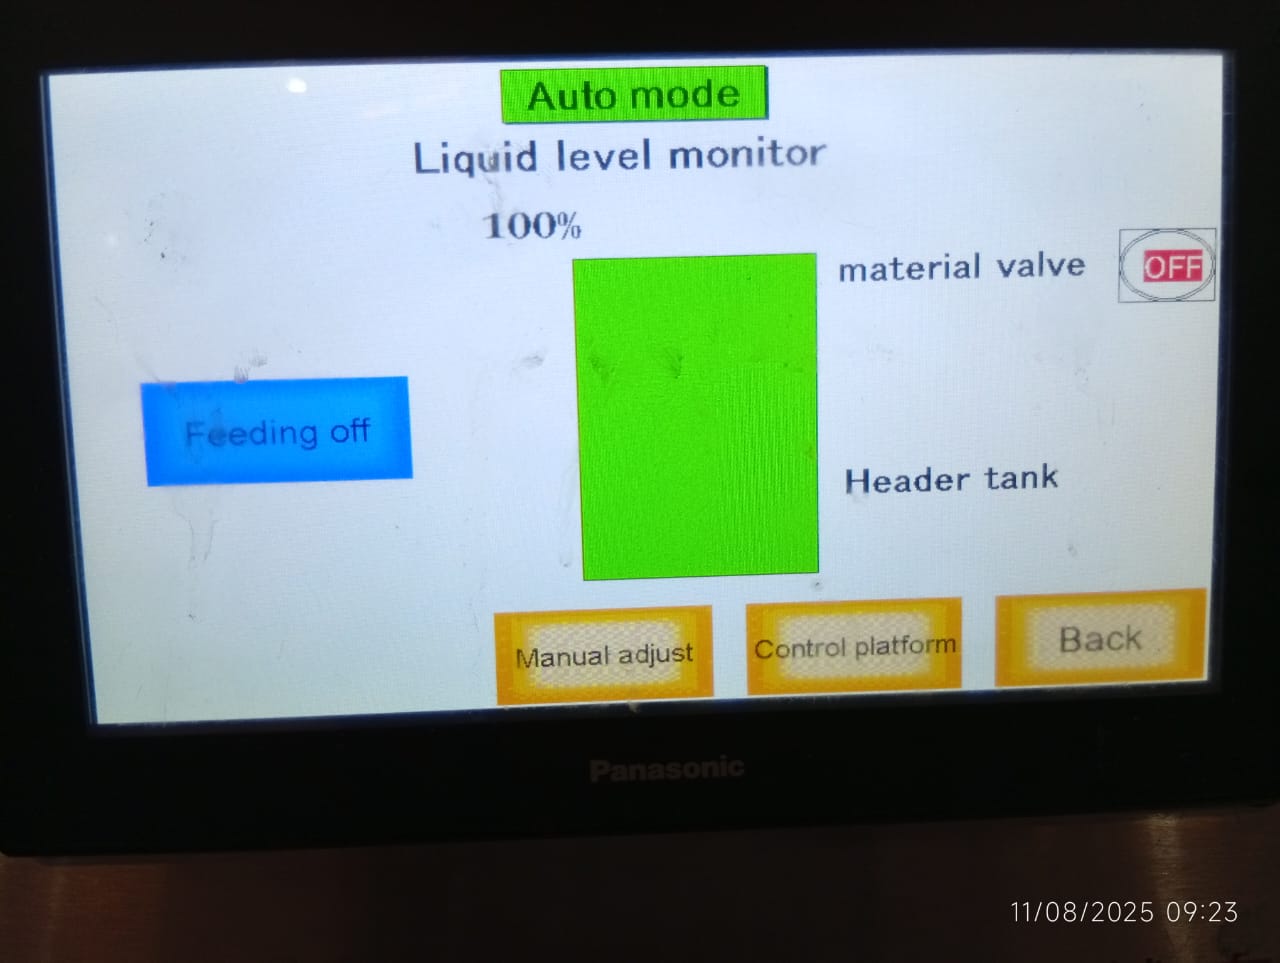 Auto mode
Liquid level monitor
100%
material valve
OFF
Feeding off
Header tank
Manual adjust
Control platform
Back
Panasonic
11/08/2025 09:23